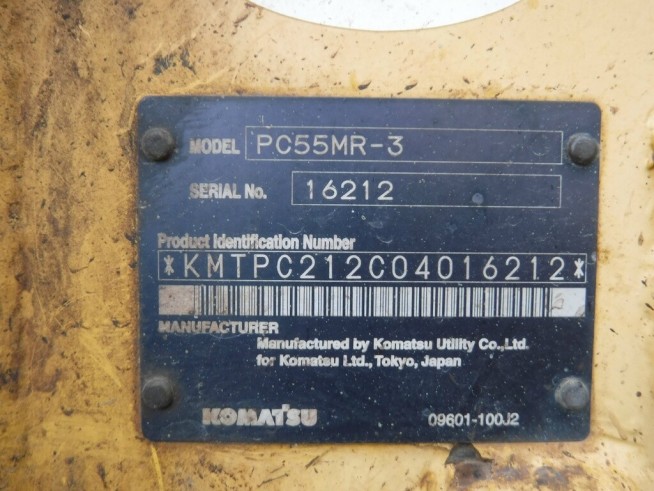 MODEL PC55MR-3
SERIAL No. 16212
Product Identification Number
*KMTPC212C04016212*
MANUFACTURER
Manufactured by Komatsu Utility Co.,Ltd.
for Komatsu Ltd., Tokyo, Japan
KOMATSU 09601-100J2